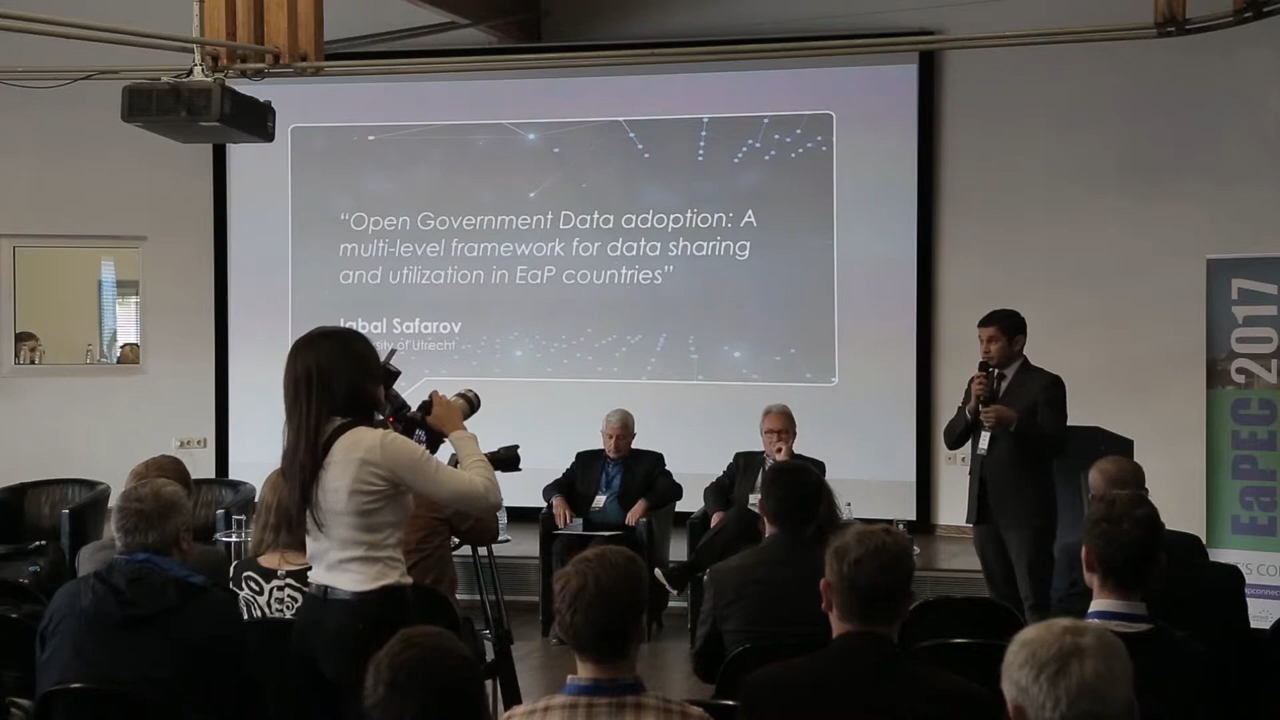 “Open Government Data adoption: A
multi-level framework for data sharing
and utilization in EaP countries”
Iqbal Safarov
of Utrecht
EaPEC 2017